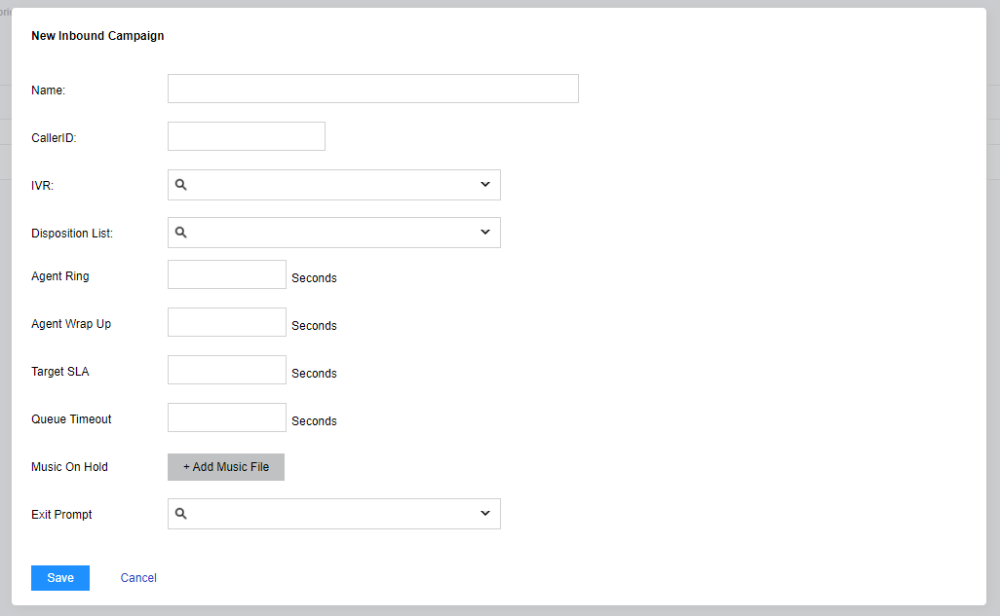 New Inbound Campaign
Name:
CallerID:
IVR:
Disposition List:
Agent Ring Seconds
Agent Wrap Up Seconds
Target SLA Seconds
Queue Timeout Seconds
Music On Hold + Add Music File
Exit Prompt
Save Cancel